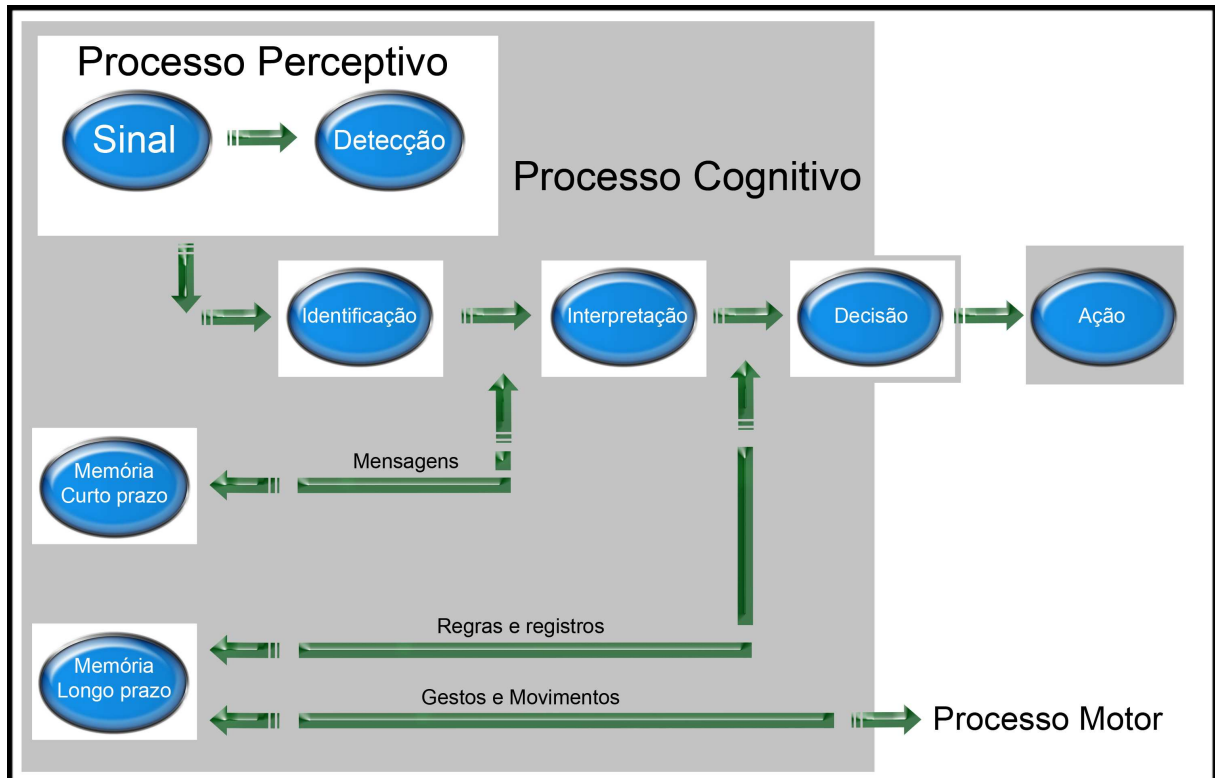 Processo Perceptivo
Sinal
Detecção
Processo Cognitivo
Identificação
Interpretação
Decisão
Ação
Mensagens
Memória
Curto prazo
Regras e registros
Memória
Longo prazo
Gestos e Movimentos
Processo Motor